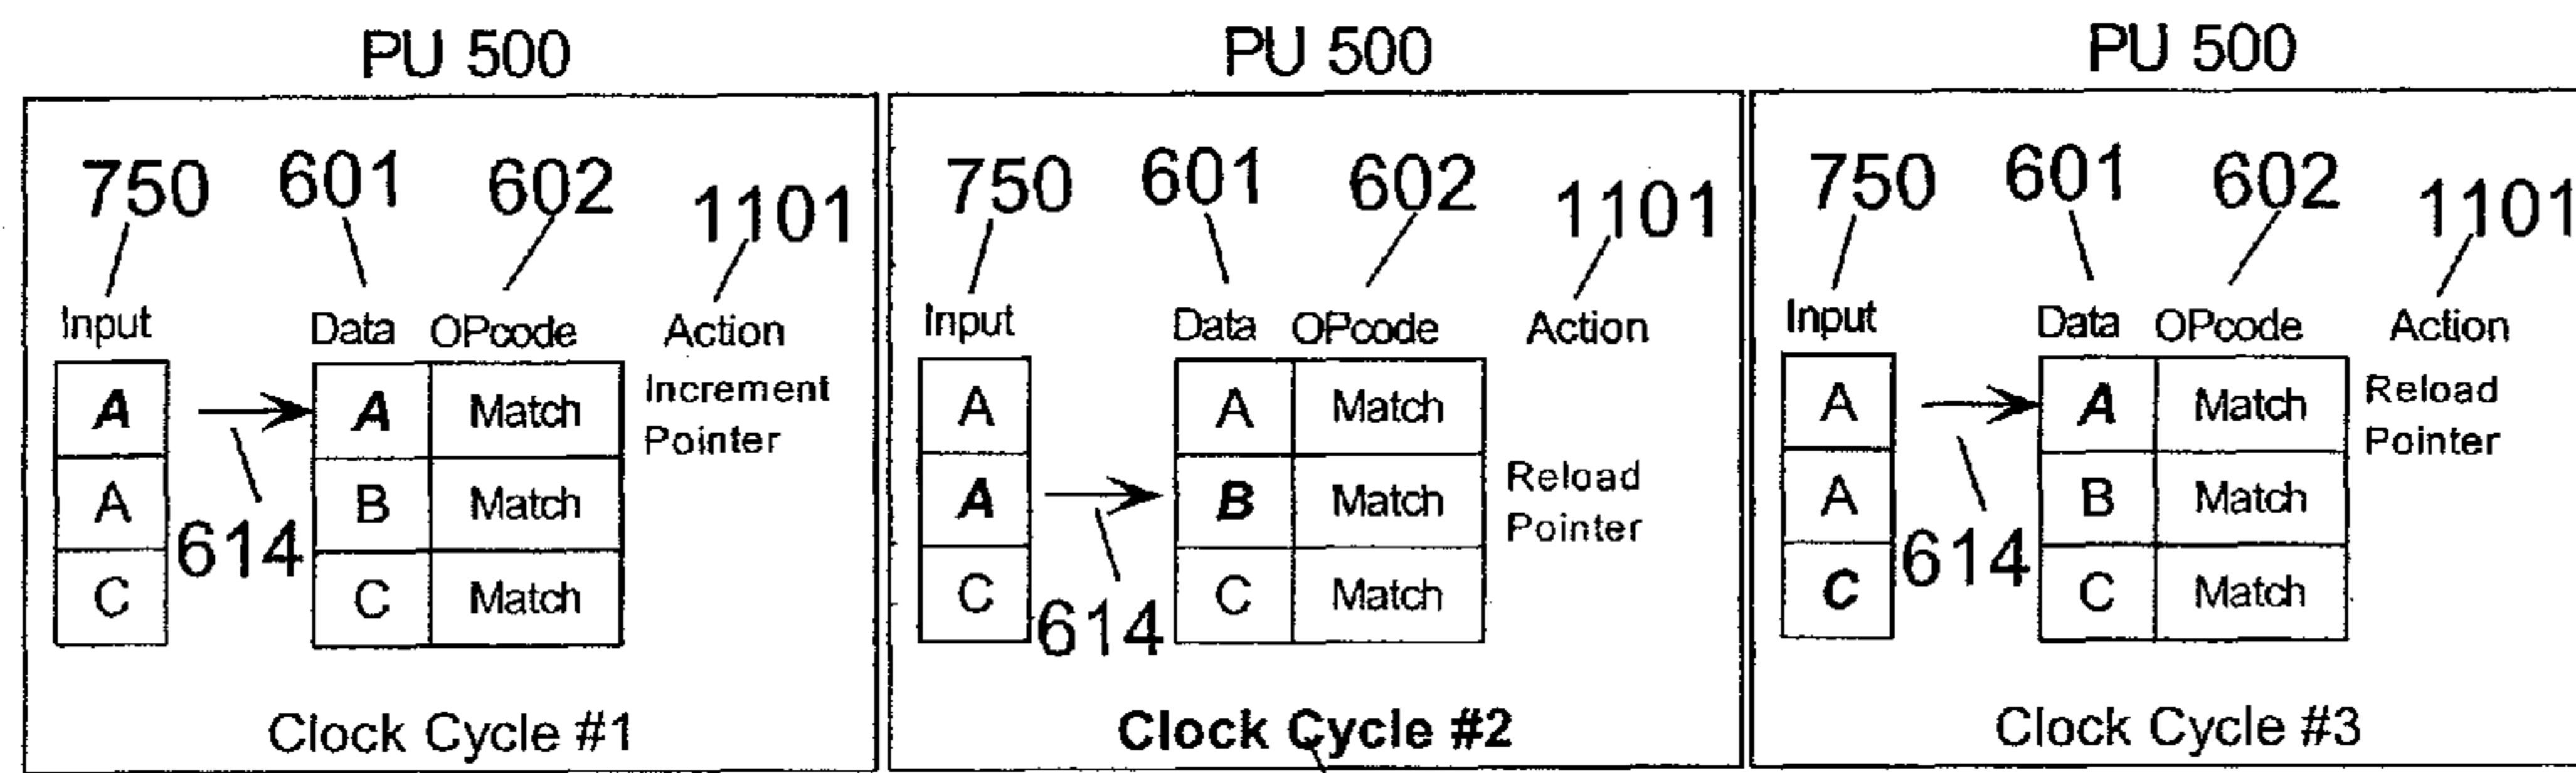 PU 500 PU 500 PU 500
750 601 602 1101 750 601 602 1101 750 601 602 1101
Input Data OPcode Action Input Data OPcode Action Input Data OPcode Action
A A Match Increment Pointer A A Match A A Match Reload Pointer
A B Match A B Match Reload Pointer A B Match
614 614 614
C C Match C C Match C C Match
Clock Cycle #1 Clock Cycle #2 Clock Cycle #3